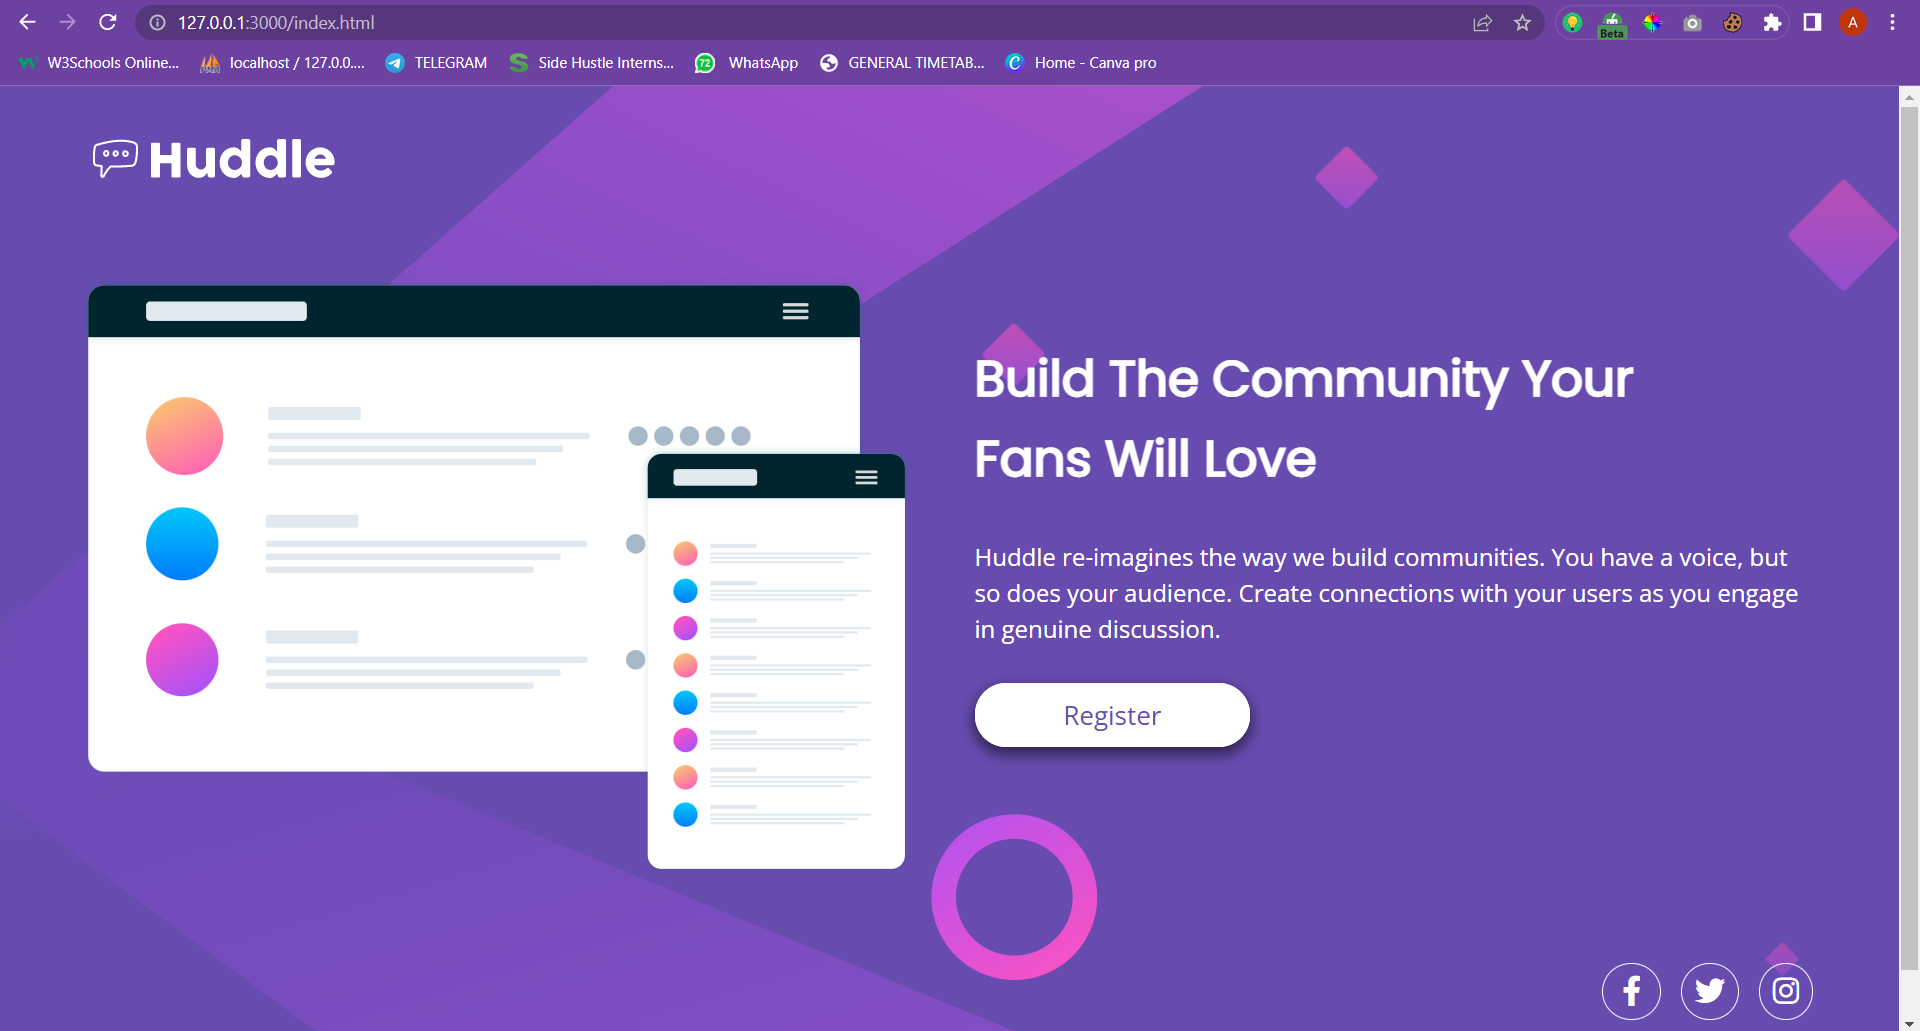 127.0.0.1:3000/index.html
Beta
A
W3Schools Online...
localhost / 127.0.0....
TELEGRAM
Side Hustle Interns...
72
WhatsApp
GENERAL TIMETAB...
Home - Canva pro
Huddle
Build The Community Your
Fans Will Love
Huddle re-imagines the way we build communities. You have a voice, but
so does your audience. Create connections with your users as you engage
in genuine discussion.
Register